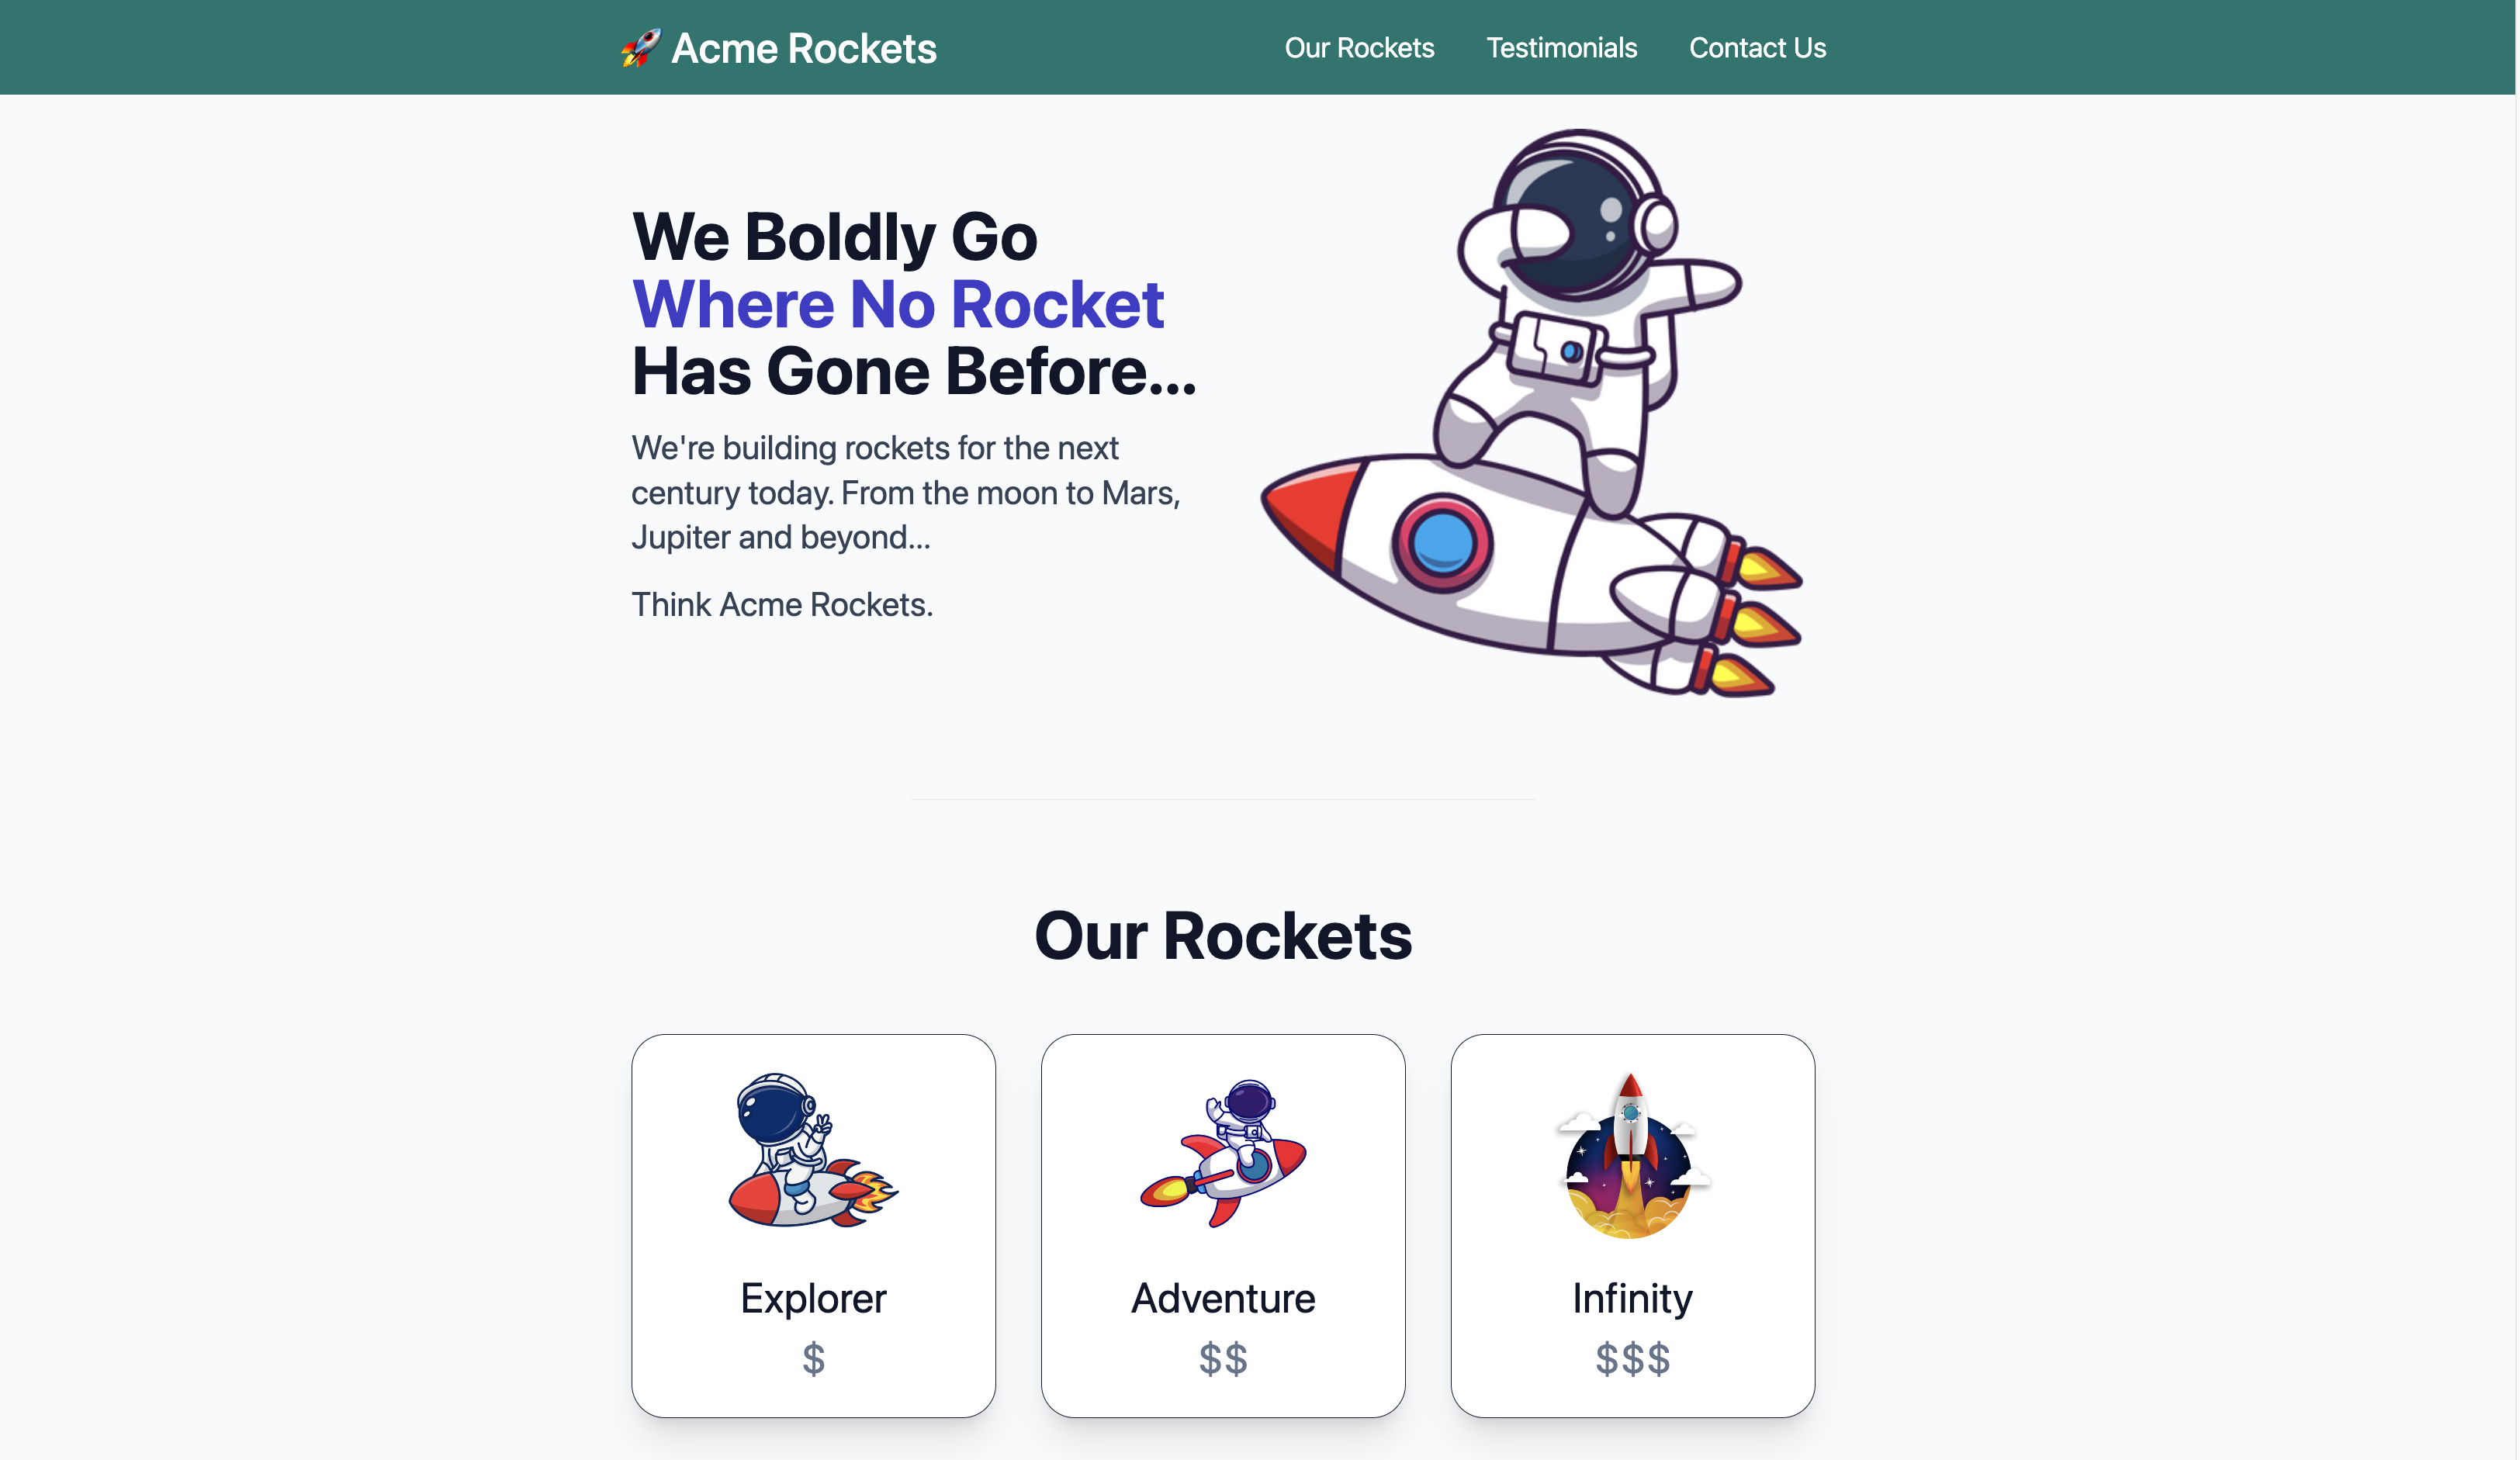 🚀 Acme Rockets
Our Rockets
Testimonials
Contact Us
We Boldly Go
Where No Rocket
Has Gone Before...
We're building rockets for the next
century today. From the moon to Mars,
Jupiter and beyond...
Think Acme Rockets.
Our Rockets
Explorer
$
Adventure
$$
Infinity
$$$